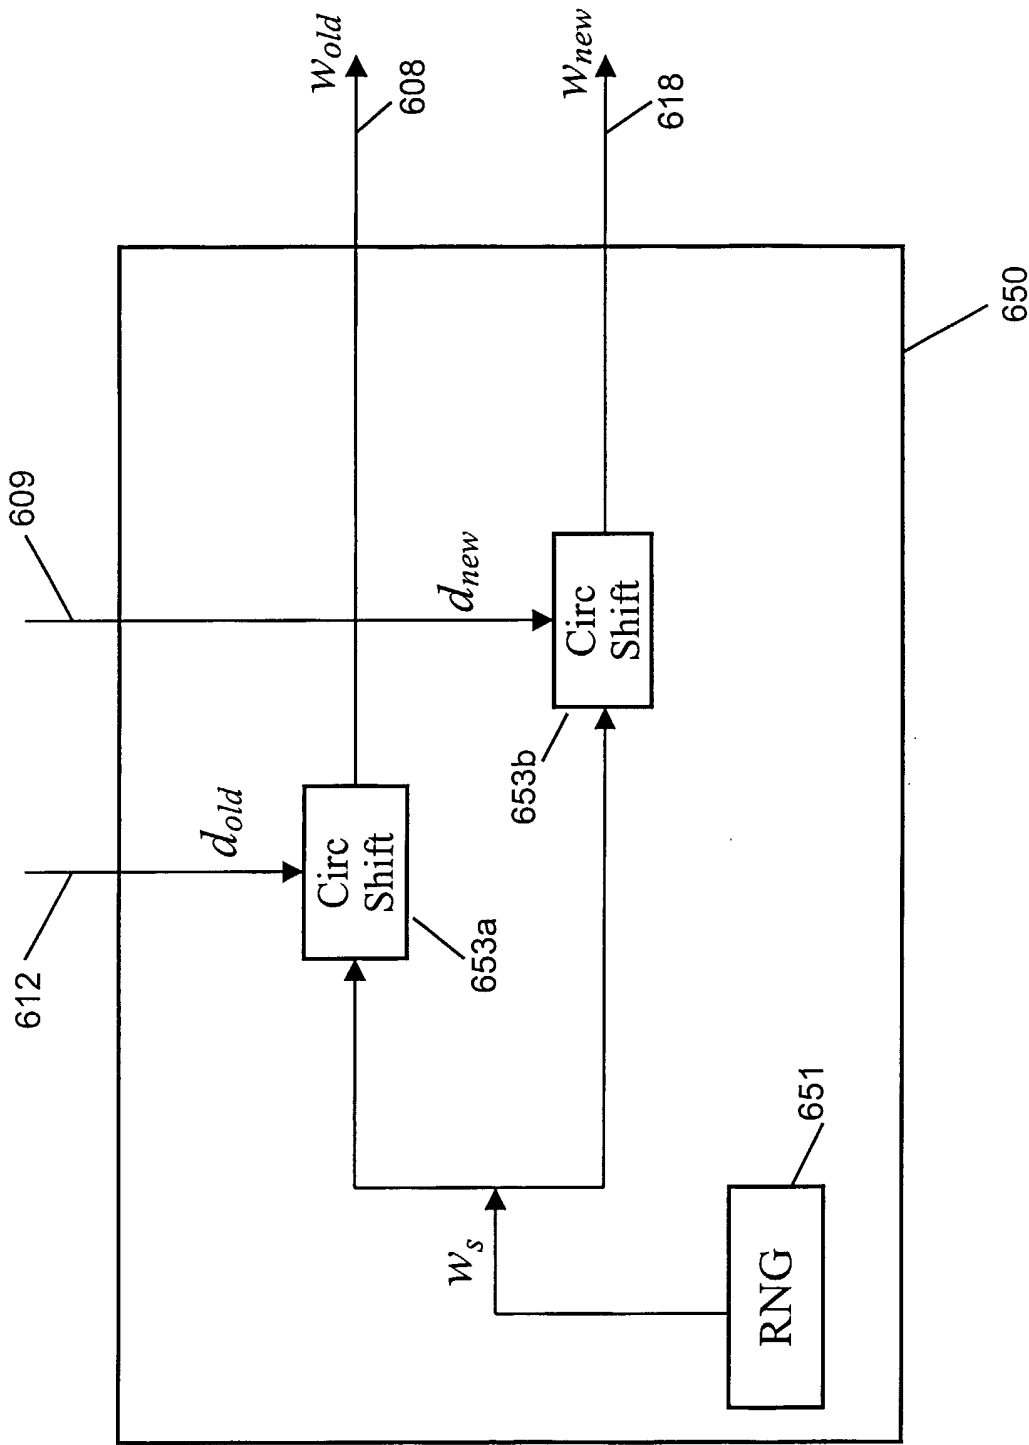 609
612
d_old
d_new
w_old
608
w_new
618
Circ
Shift
653a
Circ
Shift
653b
w_s
RNG
651
650